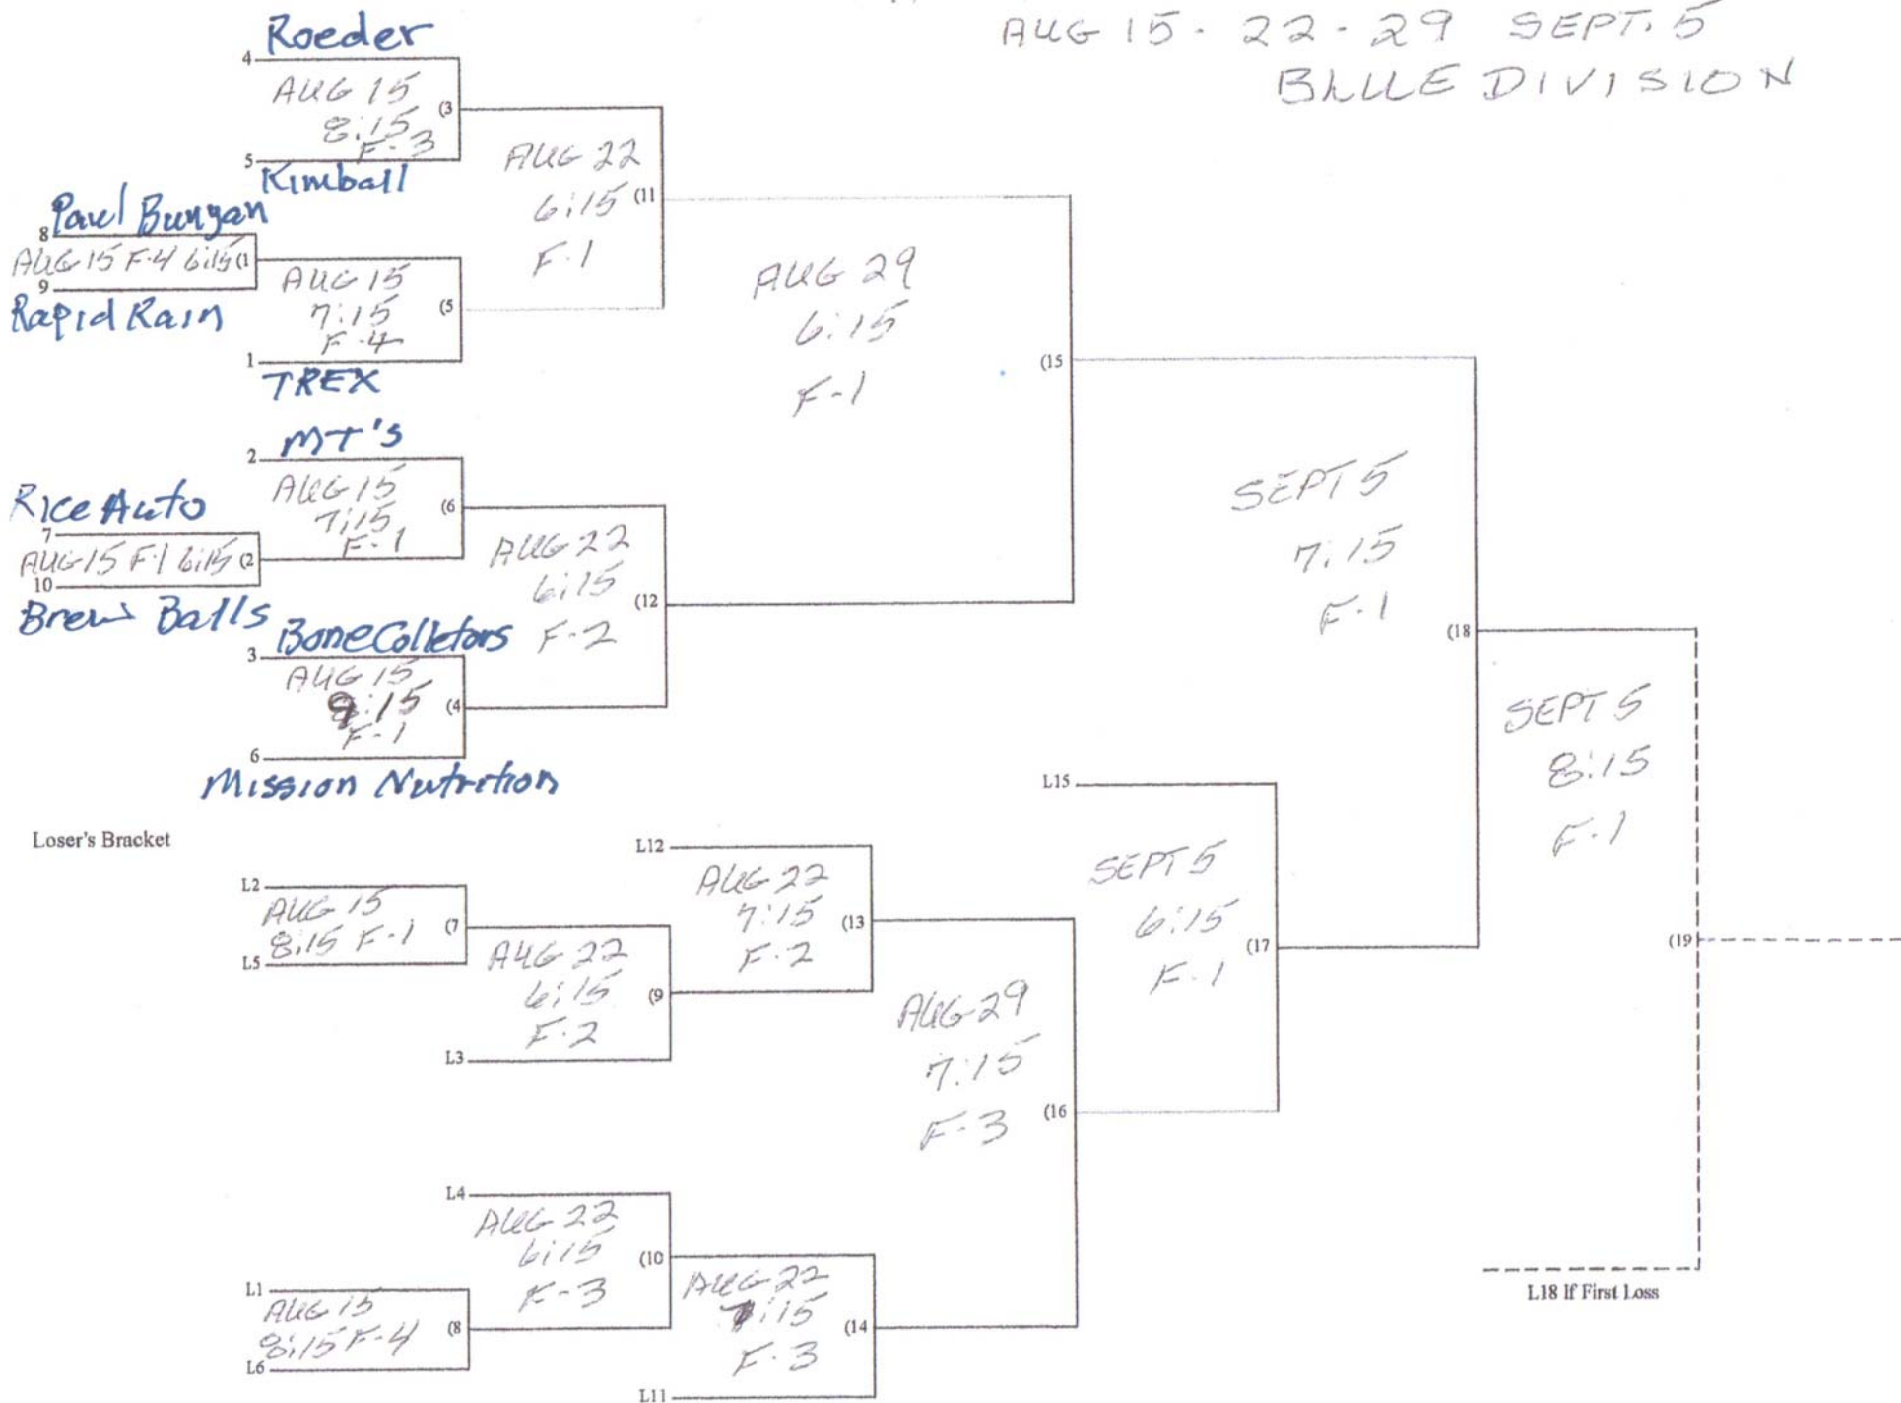 AUG 15 - 22 - 29 SEPT. 5
BLUE DIVISION
Roeder
4
AUG 15
8:15
F-3
(3
5
Kimball
AUG 22
6:15
F-1
(11
Paul Bunyan
8
AUG 15 F-4 6:15 (1
9
Rapid Rain
AUG 15
7:15
F-4
(5
1
TREX
AUG 29
6:15
F-1
(15
MT's
2
AUG 15
7:15
F-1
(6
Rice Auto
7
AUG 15 F-1 6:15 (2
10
Brew Balls
AUG 22
6:15
F-2
(12
Bone Colletors
3
AUG 15
9:15
F-1
(4
6
Mission Nutrition
SEPT 5
7:15
F-1
(18
SEPT 5
8:15
F-1
(19
Loser's Bracket
L2
AUG 15
8:15 F-1
(7
L5
AUG 22
6:15
F-2
(9
L3
L12
AUG 22
7:15
F-2
(13
L15
SEPT 5
6:15
F-1
(17
AUG 29
7:15
F-3
(16
L4
AUG 22
6:15
F-3
(10
L1
AUG 15
8:15 F-4
(8
L6
AUG 22
7:15
F-3
(14
L11
L18 If First Loss